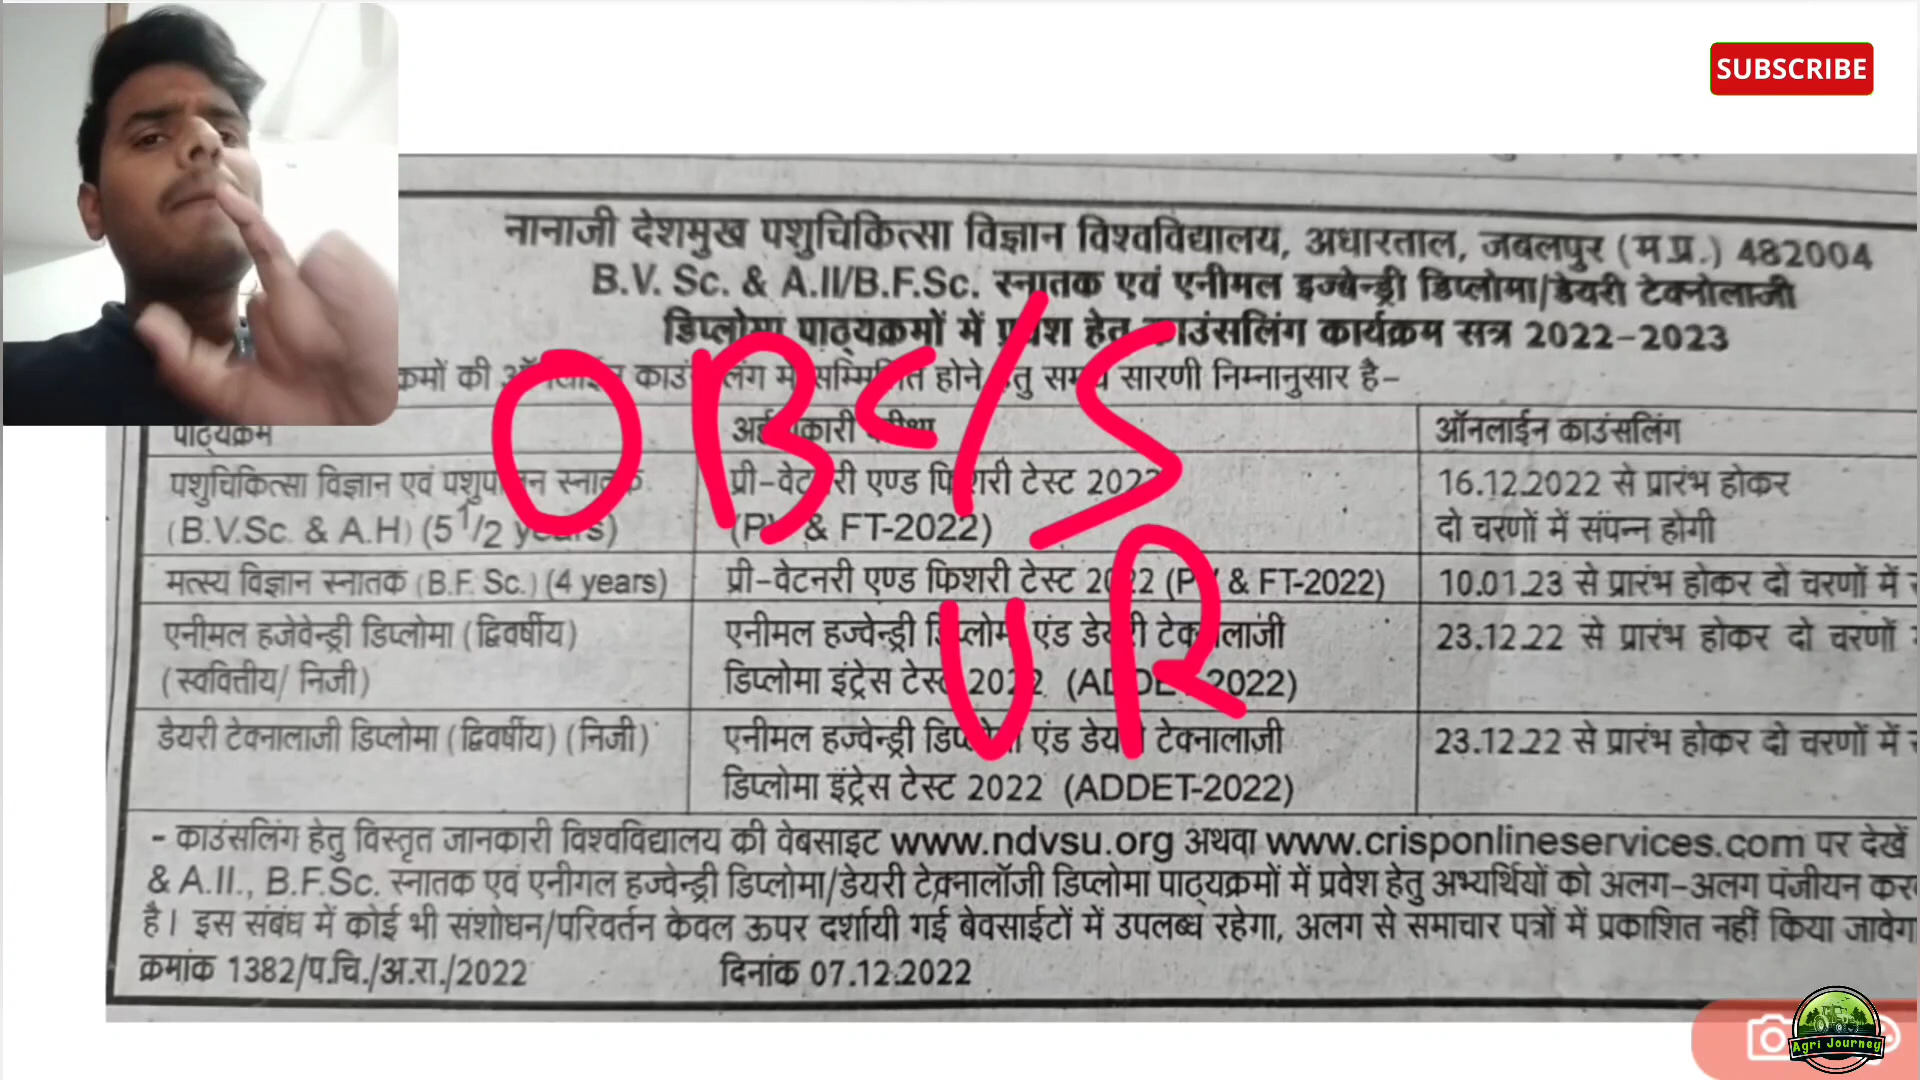 SUBSCRIBE
नानाजी देशमुख पशुचिकित्सा विज्ञान विश्वविद्यालय, अधारताल, जबलपुर (म.प्र.) 482004
B.V. Sc. & A.II/B.F.Sc. स्नातक एवं एनीमल हज्वेन्ड्री डिप्लोमा/डेयरी टेक्नोलाजी
डिप्लोमा पाठ्यक्रमों में प्रवेश हेतु काउंसलिंग कार्यक्रम सत्र 2022-2023
की ऑनलाईन काउंसलिंग में सम्मिलित होने हेतु समय सारणी निम्नानुसार है-
OBC/S
UR
पाठ्यक्रम अर्हताकारी परीक्षा ऑनलाईन काउंसलिंग
पशुचिकित्सा विज्ञान एवं पशुपालन स्नातक प्री-वेटनरी एण्ड फिशरी टेस्ट 2022 16.12.2022 से प्रारंभ होकर
(B.V.Sc. & A.H) (5 1/2 years) (PV & FT-2022) दो चरणों में संपन्न होगी
मत्स्य विज्ञान स्नातक (B.F. Sc.) (4 years) प्री-वेटनरी एण्ड फिशरी टेस्ट 2022 (PV & FT-2022) 10.01.23 से प्रारंभ होकर दो चरणों में
एनीमल हजेवेन्ड्री डिप्लोमा (द्विवर्षीय) एनीमल हज्वेन्ड्री डिप्लोमा एंड डेयरी टेक्नालांजी 23.12.22 से प्रारंभ होकर दो चरणों
(स्ववित्तीय/ निजी) डिप्लोमा इंट्रेस टेस्ट 2022 (ADDET-2022)
डेयरी टेक्नालाजी डिप्लोमा (द्विवर्षीय) (निजी) एनीमल हज्वेन्ड्री डिप्लोमा एंड डेयरी टेक्नालाजी 23.12.22 से प्रारंभ होकर दो चरणों में
डिप्लोमा इंट्रेस टेस्ट 2022 (ADDET-2022)
- काउंसलिंग हेतु विस्तृत जानकारी विश्वविद्यालय की वेबसाइट www.ndvsu.org अथवा www.crisponlineservices.com पर देखें
& A.II., B.F.Sc. स्नातक एवं एनीगल हज्वेन्ड्री डिप्लोमा/डेयरी टेक्नालॉजी डिप्लोमा पाठ्यक्रमों में प्रवेश हेतु अभ्यर्थियों को अलग-अलग पंजीयन
है। इस संबंध में कोई भी संशोधन/परिवर्तन केवल ऊपर दर्शायी गई बेवसाईटों में उपलब्ध रहेगा, अलग से समाचार पत्रों में प्रकाशित नहीं किया जावेगा
क्रमांक 1382/प.चि./अ.रा./2022 दिनांक 07.12.2022
Agri Journey